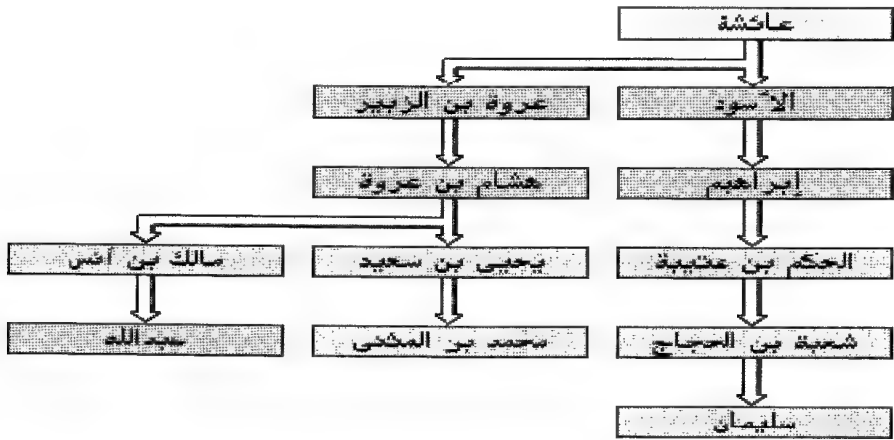 عائشة
الأسود
عروة بن الزبير
إبراهيم
هشام بن عروة
الحكم بن عتيبة
يحيى بن سعيد
مالك بن أنس
شعبة بن الحجاج
محمد بن المثنى
عبدالله
سليمان